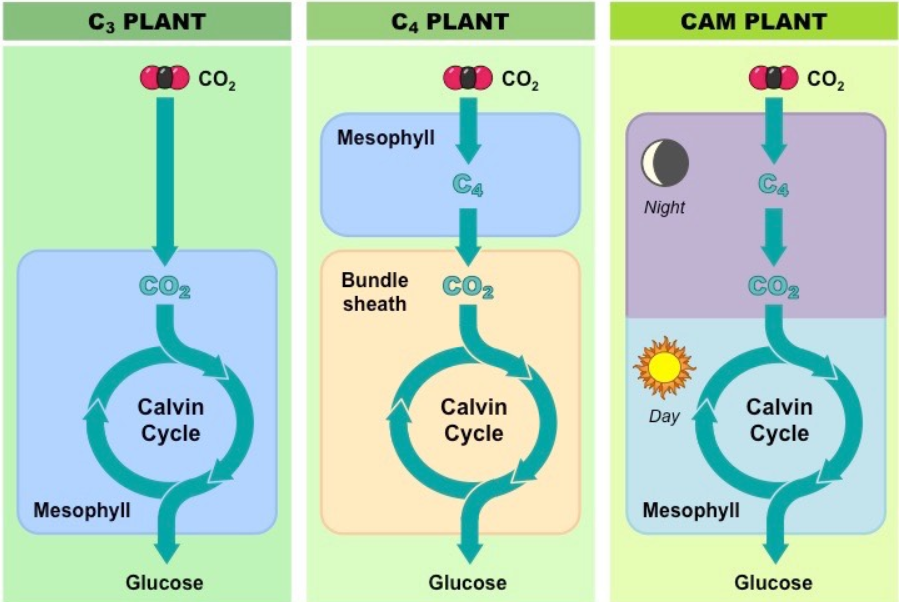 C₃ PLANT
CO₂
CO₂
Calvin
Cycle
Mesophyll
Glucose
C₄ PLANT
CO₂
Mesophyll
C₄
Bundle
sheath
CO₂
Calvin
Cycle
Glucose
CAM PLANT
CO₂
Night
C₄
CO₂
Day
Calvin
Cycle
Mesophyll
Glucose